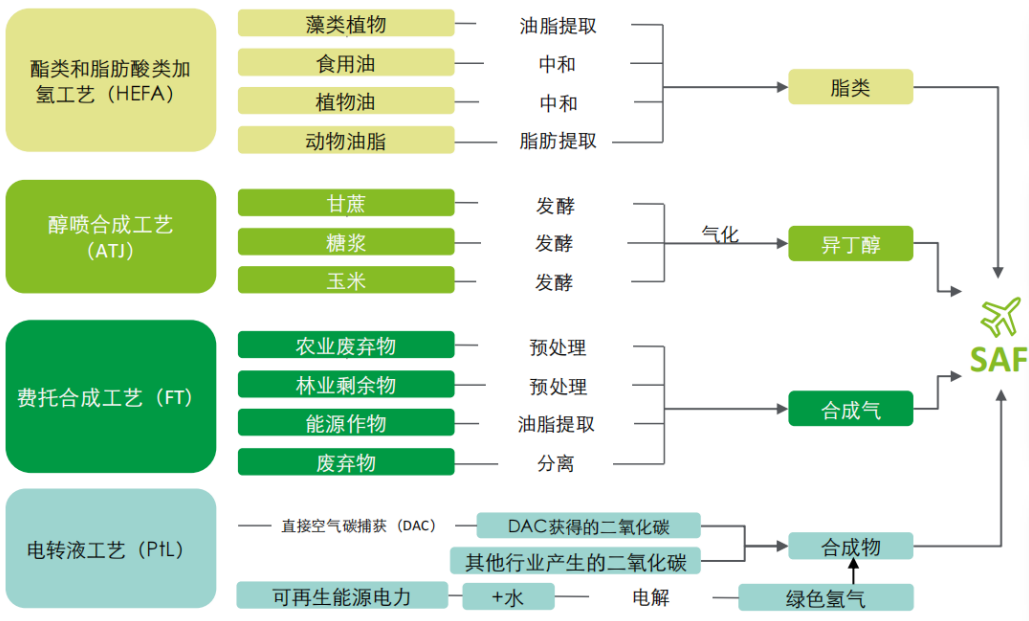 酯类和脂肪酸类加
氢工艺（HEFA）
藻类植物
油脂提取
食用油
中和
植物油
中和
动物油脂
脂肪提取
脂类
醇喷合成工艺
（ATJ）
甘蔗
发酵
糖浆
发酵
玉米
发酵
气化
异丁醇
费托合成工艺（FT）
农业废弃物
预处理
林业剩余物
预处理
能源作物
油脂提取
废弃物
分离
合成气
SAF
电转液工艺（PtL）
直接空气碳捕获（DAC）
DAC获得的二氧化碳
其他行业产生的二氧化碳
合成物
可再生能源电力
+水
电解
绿色氢气